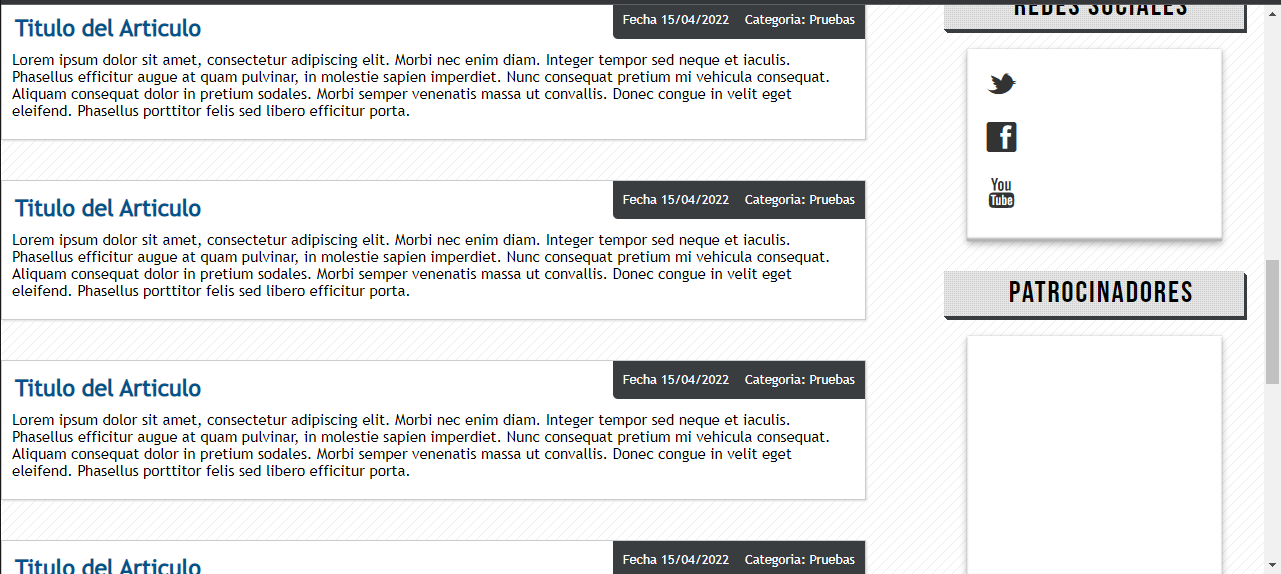 Titulo del Articulo
Fecha 15/04/2022 Categoria: Pruebas
Lorem ipsum dolor sit amet, consectetur adipiscing elit. Morbi nec enim diam. Integer tempor sed neque et iaculis.
Phasellus efficitur augue at quam pulvinar, in molestie sapien imperdiet. Nunc consequat pretium mi vehicula consequat.
Aliquam consequat dolor in pretium sodales. Morbi semper venenatis massa ut convallis. Donec congue in velit eget
eleifend. Phasellus porttitor felis sed libero efficitur porta.
Titulo del Articulo
Fecha 15/04/2022 Categoria: Pruebas
Lorem ipsum dolor sit amet, consectetur adipiscing elit. Morbi nec enim diam. Integer tempor sed neque et iaculis.
Phasellus efficitur augue at quam pulvinar, in molestie sapien imperdiet. Nunc consequat pretium mi vehicula consequat.
Aliquam consequat dolor in pretium sodales. Morbi semper venenatis massa ut convallis. Donec congue in velit eget
eleifend. Phasellus porttitor felis sed libero efficitur porta.
Titulo del Articulo
Fecha 15/04/2022 Categoria: Pruebas
Lorem ipsum dolor sit amet, consectetur adipiscing elit. Morbi nec enim diam. Integer tempor sed neque et iaculis.
Phasellus efficitur augue at quam pulvinar, in molestie sapien imperdiet. Nunc consequat pretium mi vehicula consequat.
Aliquam consequat dolor in pretium sodales. Morbi semper venenatis massa ut convallis. Donec congue in velit eget
eleifend. Phasellus porttitor felis sed libero efficitur porta.
Titulo del Articulo
Fecha 15/04/2022 Categoria: Pruebas
REDES SOCIALES
f
You
Tube
PATROCINADORES